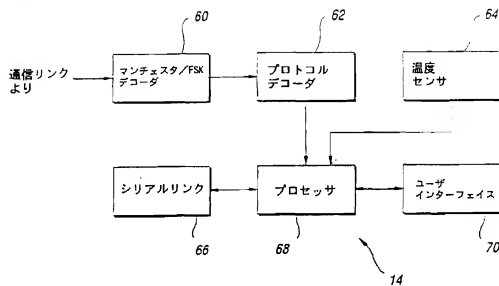 60
62
64
通信リンク
より
マンチェスタ/FSK
デコーダ
プロトコル
デコーダ
温度
センサ
シリアルリンク
プロセッサ
ユーザ
インターフェイス
66
68
70
14